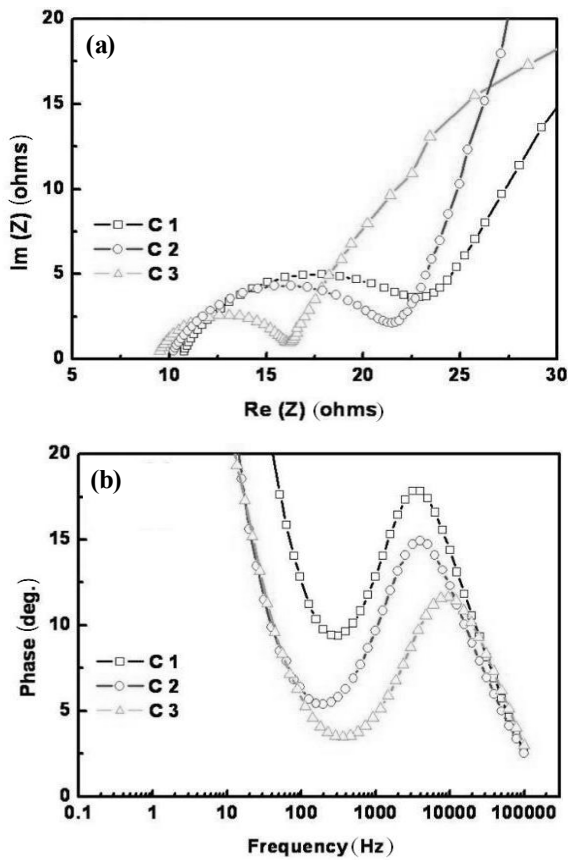 (a)
20
15
10
5
0
Im (Z) (ohms)
C 1
C 2
C 3
5 10 15 20 25 30
Re (Z) (ohms)
(b)
20
15
10
5
0
Phase (deg.)
C 1
C 2
C 3
0.1 1 10 100 1000 10000 100000
Frequency (Hz)